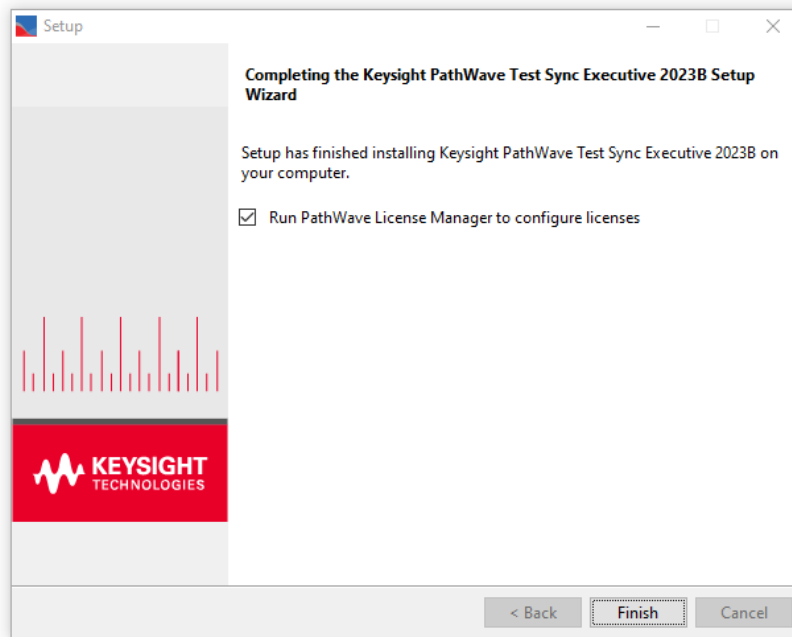 Setup
Completing the Keysight PathWave Test Sync Executive 2023B Setup
Wizard
Setup has finished installing Keysight PathWave Test Sync Executive 2023B on
your computer.
Run PathWave License Manager to configure licenses
KEYSIGHT
TECHNOLOGIES
< Back
Finish
Cancel